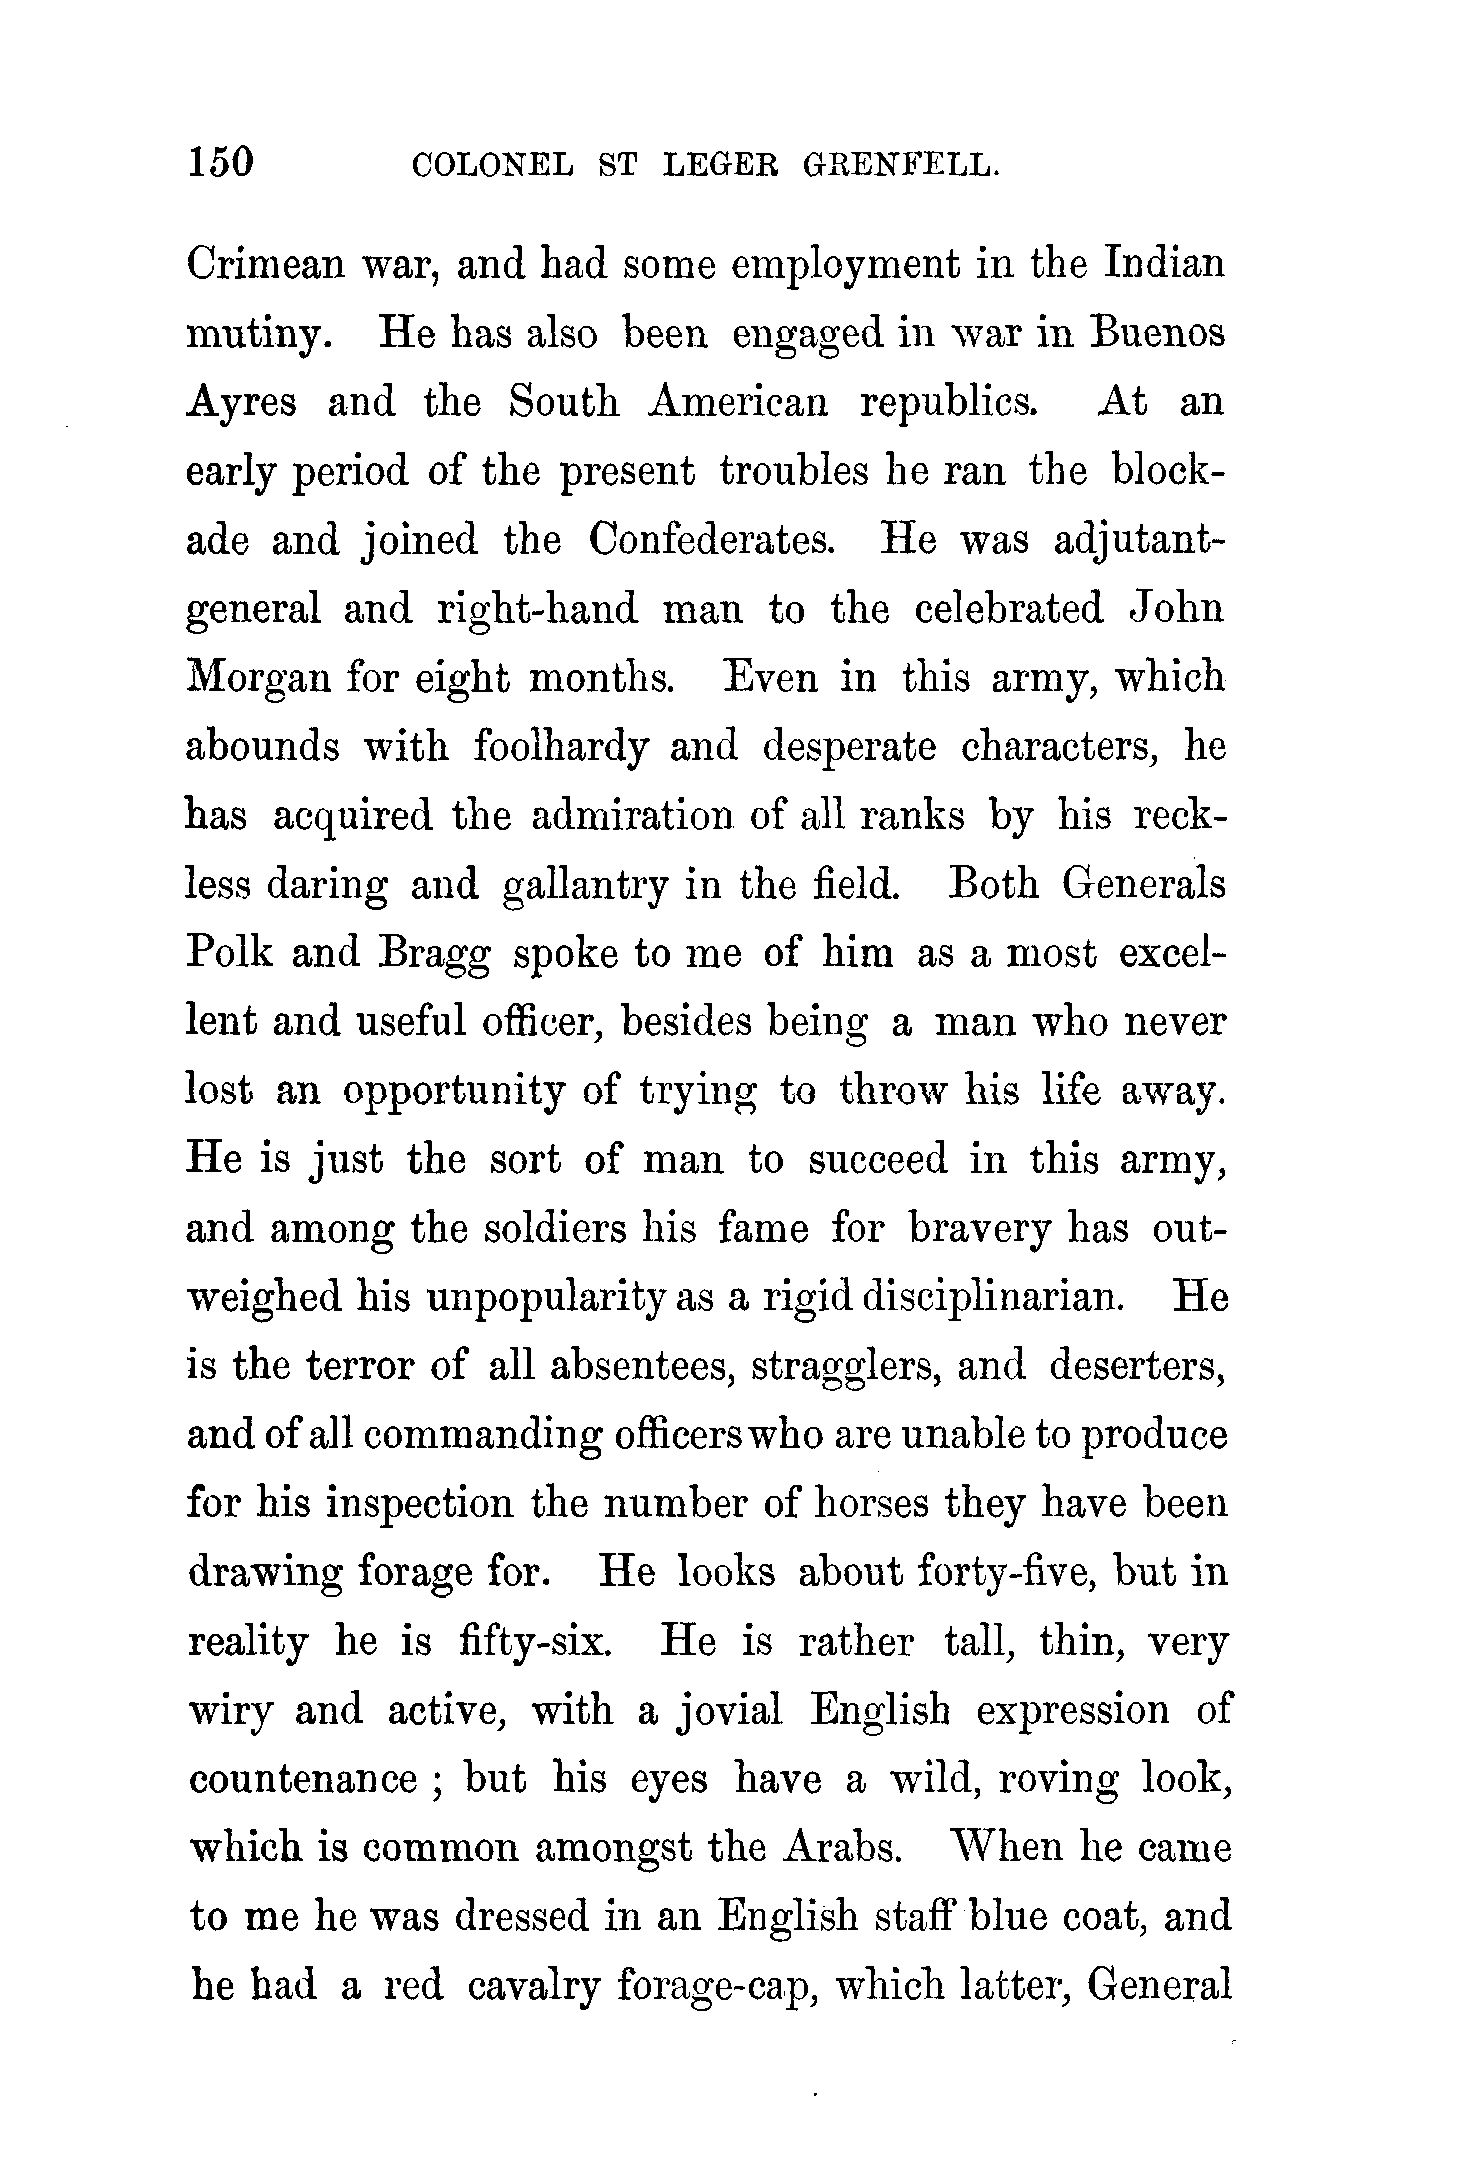 150 COLONEL ST LEGER GRENFELL.
Crimean war, and had some employment in the Indian
mutiny. He has also been engaged in war in Buenos
Ayres and the South American republics. At an
early period of the present troubles he ran the block-
ade and joined the Confederates. He was adjutant-
general and right-hand man to the celebrated John
Morgan for eight months. Even in this army, which
abounds with foolhardy and desperate characters, he
has acquired the admiration of all ranks by his reck-
less daring and gallantry in the field. Both Generals
Polk and Bragg spoke to me of him as a most excel-
lent and useful officer, besides being a man who never
lost an opportunity of trying to throw his life away.
He is just the sort of man to succeed in this army,
and among the soldiers his fame for bravery has out-
weighed his unpopularity as a rigid disciplinarian. He
is the terror of all absentees, stragglers, and deserters,
and of all commanding officers who are unable to produce
for his inspection the number of horses they have been
drawing forage for. He looks about forty-five, but in
reality he is fifty-six. He is rather tall, thin, very
wiry and active, with a jovial English expression of
countenance ; but his eyes have a wild, roving look,
which is common amongst the Arabs. When he came
to me he was dressed in an English staff blue coat, and
he had a red cavalry forage-cap, which latter, General